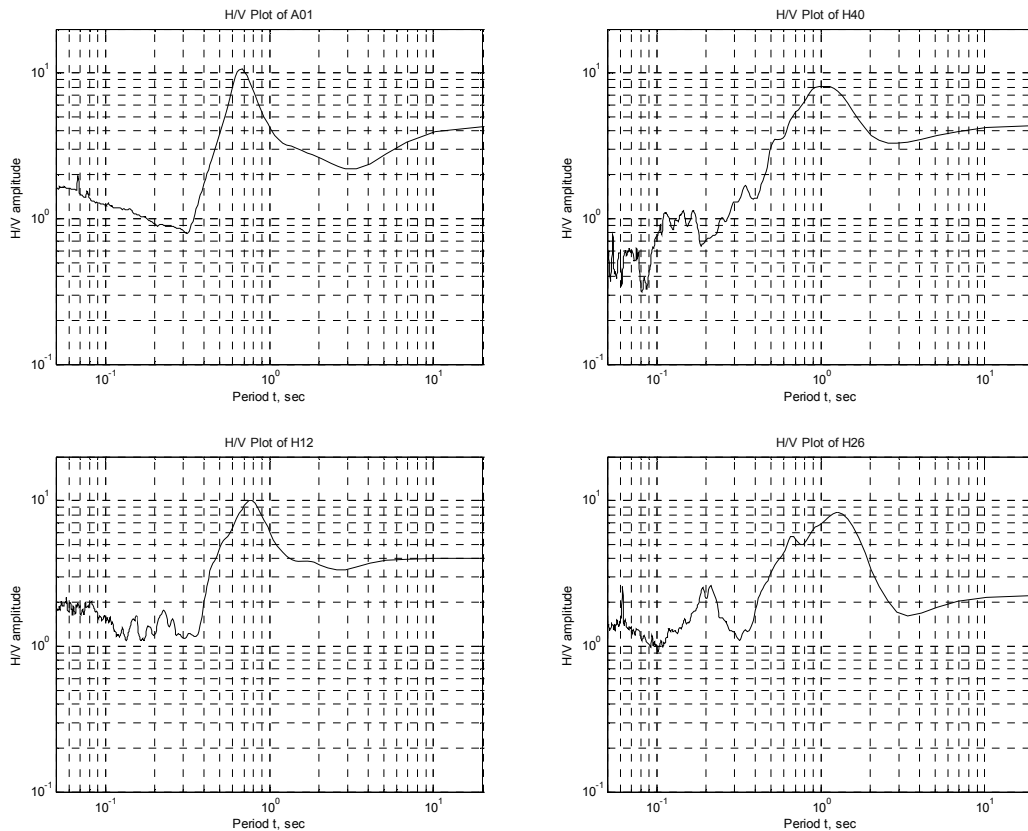 H/V Plot of A01
10^1
10^0
10^-1
H/V amplitude
10^-1
10^0
10^1
Period t, sec
H/V Plot of H40
10^1
10^0
10^-1
H/V amplitude
10^-1
10^0
10^1
Period t, sec
H/V Plot of H12
10^1
10^0
10^-1
H/V amplitude
10^-1
10^0
10^1
Period t, sec
H/V Plot of H26
10^1
10^0
10^-1
H/V amplitude
10^-1
10^0
10^1
Period t, sec